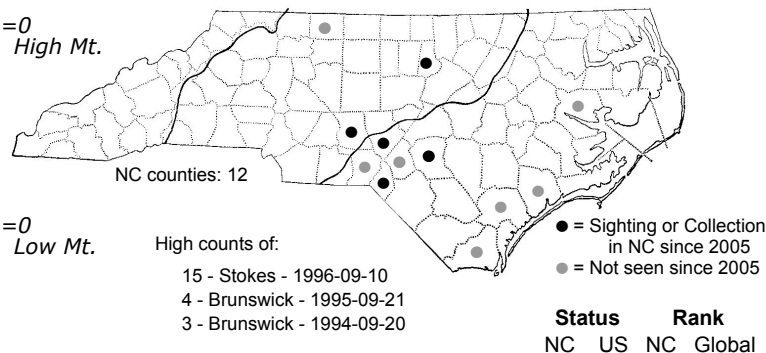 =0
High Mt.
NC counties: 12
=0
Low Mt.
High counts of:
15 - Stokes - 1996-09-10
4 - Brunswick - 1995-09-21
3 - Brunswick - 1994-09-20
= Sighting or Collection
in NC since 2005
= Not seen since 2005
Status Rank
NC US NC Global